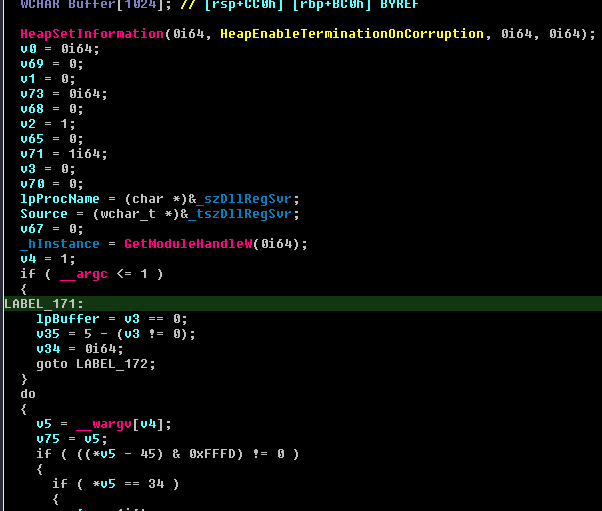 WCHAR Buffer[1024]; // [rsp+CC0h] [rbp+BC0h] BYREF
HeapSetInformation(0i64, HeapEnableTerminationOnCorruption, 0i64, 0i64);
v0 = 0i64;
v69 = 0;
v1 = 0;
v73 = 0i64;
v68 = 0;
v2 = 1;
v65 = 0;
v71 = 1i64;
v3 = 0;
v70 = 0;
lpProcName = (char *)&_szDllRegSvr;
Source = (wchar_t *)&_tszDllRegSvr;
v67 = 0;
_hInstance = GetModuleHandleW(0i64);
v4 = 1;
if ( __argc <= 1 )
{
LABEL_171:
lpBuffer = v3 == 0;
v35 = 5 - (v3 != 0);
v34 = 0i64;
goto LABEL_172;
}
do
{
v5 = __wargv[v4];
v75 = v5;
if ( ((*v5 - 45) & 0xFFFD) != 0 )
{
if ( *v5 == 34 )
{